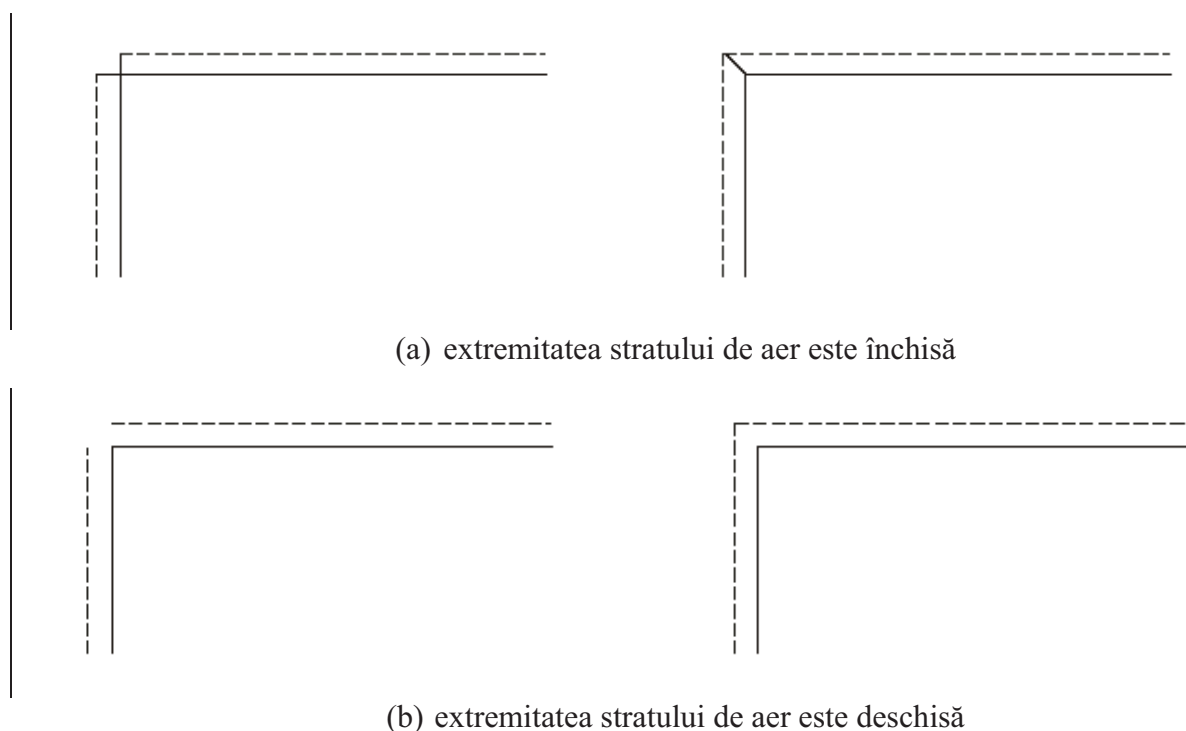 (a) extremitatea stratului de aer este închisă
(b) extremitatea stratului de aer este deschisă